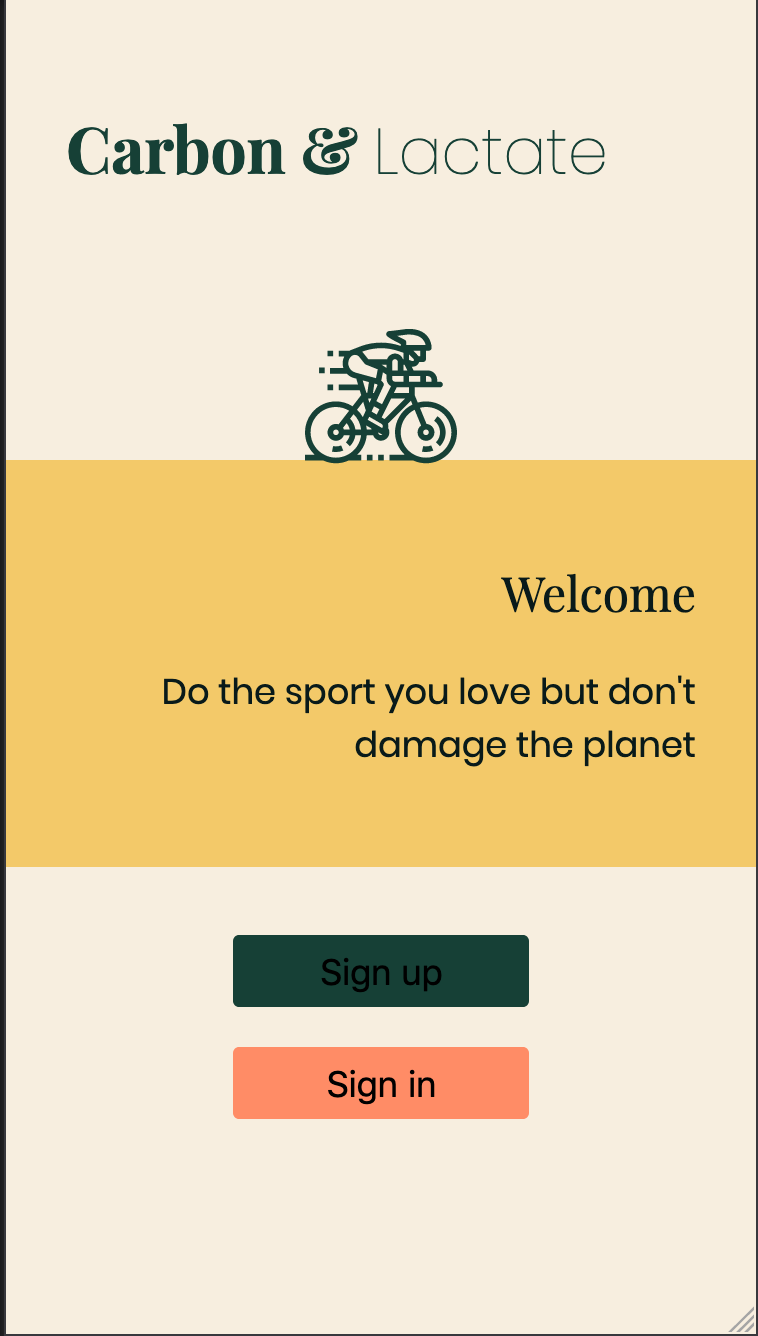 Carbon & Lactate
Welcome
Do the sport you love but don't
damage the planet
Sign up
Sign in